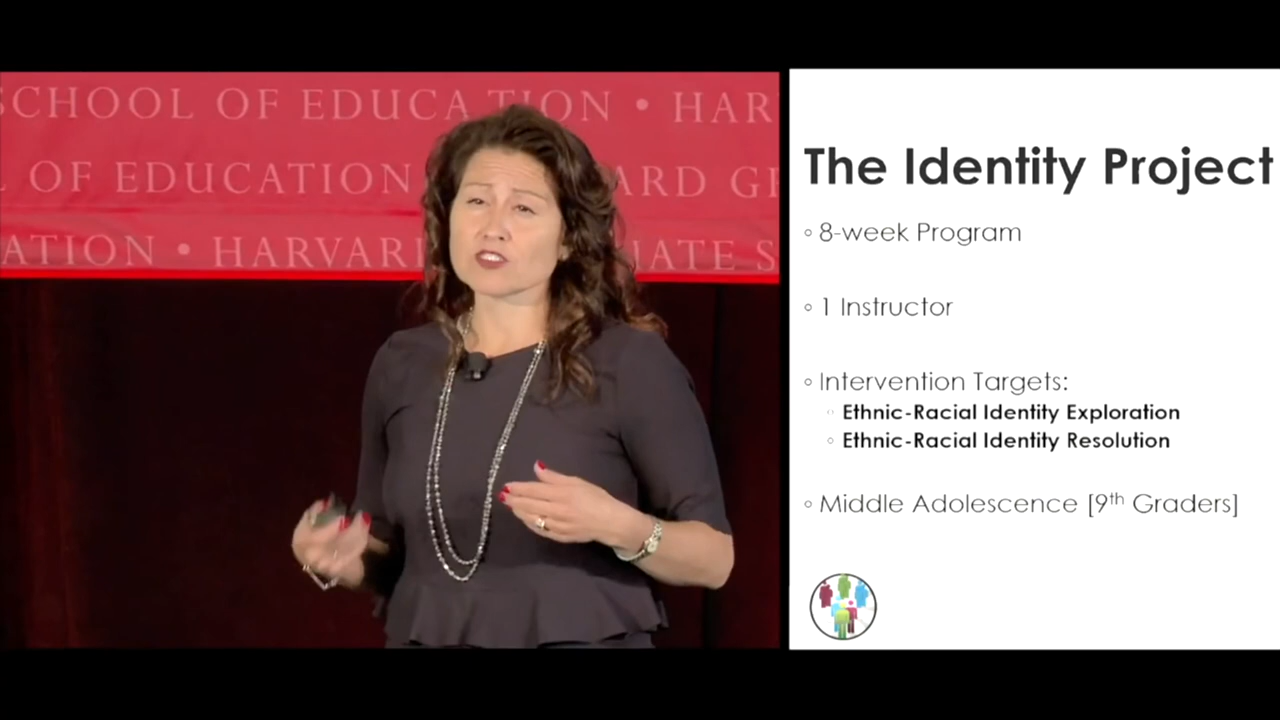 SCHOOL OF EDUCATION • HAR
L OF EDUCATION ARD G
ATION • HARVAR UATE S
The Identity Project
◦ 8-week Program
◦ 1 Instructor
◦ Intervention Targets:
◦ Ethnic-Racial Identity Exploration
◦ Ethnic-Racial Identity Resolution
◦ Middle Adolescence [9th Graders]